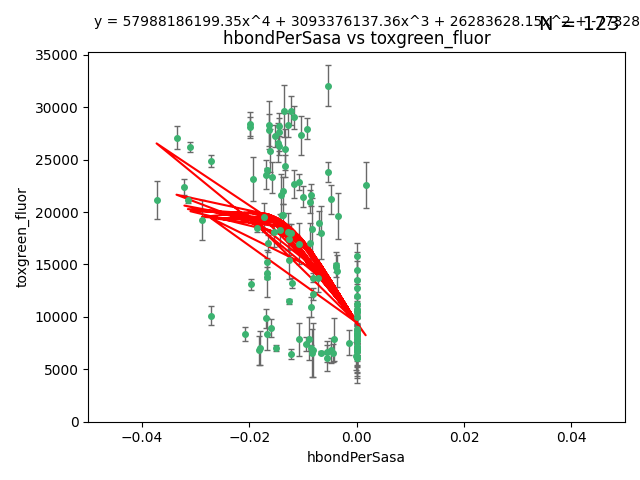 y = 57988186199.35x^4 + 3093376137.36x^3 + 26283628.15x^2 +
N = 123
hbondPerSasa vs toxgreen_fluor
35000
30000
25000
20000
15000
10000
5000
0
toxgreen_fluor
-0.04 -0.02 0.00 0.02 0.04
hbondPerSasa